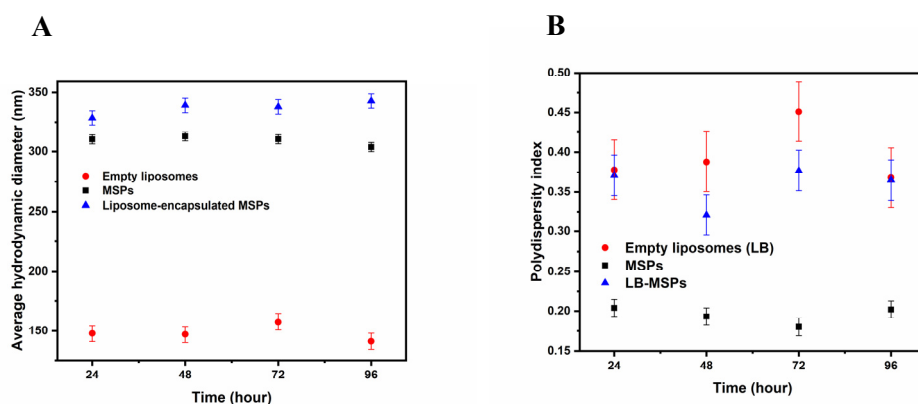 A
Average hydrodynamic diameter (nm)
350
300
250
200
150
Empty liposomes
MSPs
Liposome-encapsulated MSPs
24 48 72 96
Time (hour)
B
Polydispersity index
0.50
0.45
0.40
0.35
0.30
0.25
0.20
0.15
Empty liposomes (LB)
MSPs
LB-MSPs
24 48 72 96
Time (hour)